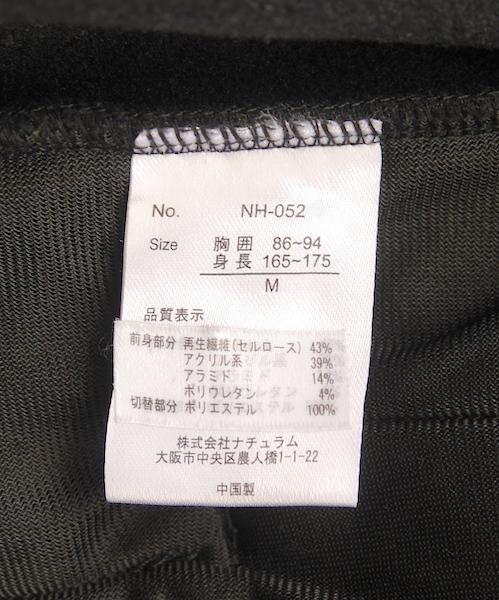 No. NH-052
Size 胸囲 86~94
身長 165~175
M
品質表示
前身部分 再生繊維(セルロース) 43%
アクリル系 39%
アラミド 14%
ポリウレタン 4%
切替部分 ポリエステル 100%
株式会社ナチュラム
大阪市中央区農人橋1-1-22
中国製